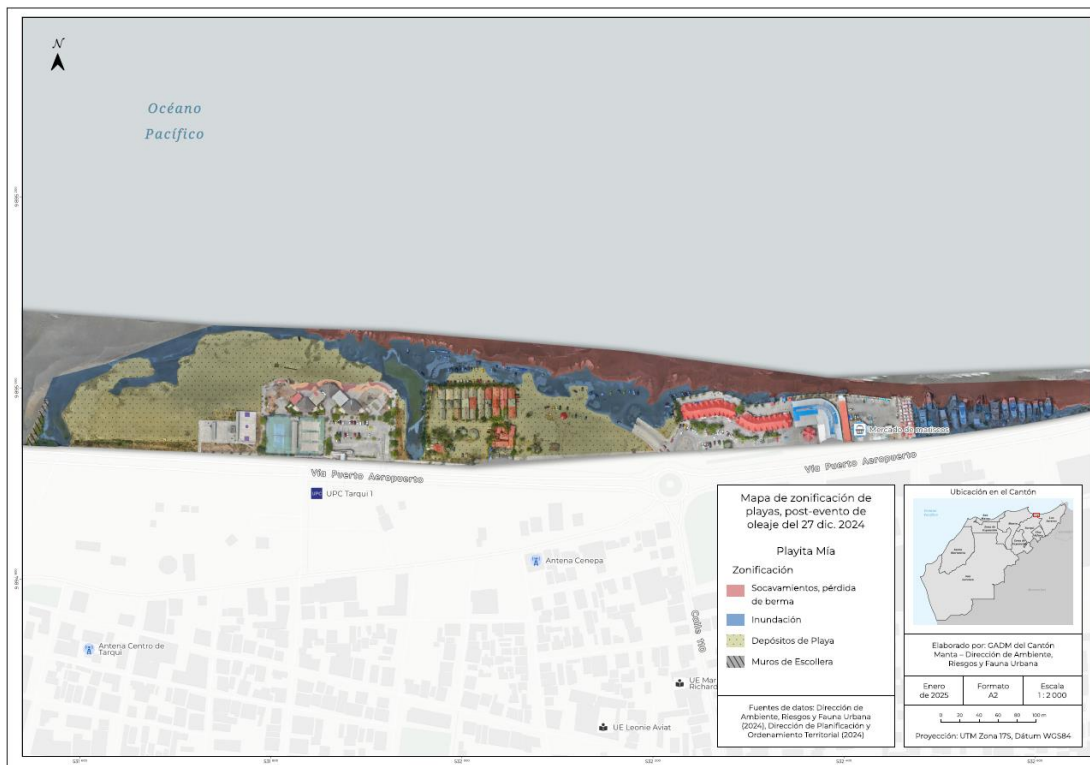 N
Océano
Pacífico
Mercado de mariscos
Vía Puerto Aeropuerto
Vía Puerto Aeropuerto
UPC
UPC Tarqui 1
Antena Cenepa
Calle 110
Antena Centro de
Tarqui
UE Mar
Richard
UE Leonie Aviat
Mapa de zonificación de
playas, post-evento de
oleaje del 27 dic. 2024
Playita Mía
Zonificación
Socavamientos, pérdida
de berma
Inundación
Depósitos de Playa
Muros de Escollera
Fuentes de datos: Dirección de
Ambiente, Riesgos y Fauna Urbana
(2024), Dirección de Planificación y
Ordenamiento Territorial (2024)
Ubicación en el Cantón
Elaborado por: GADM del Cantón
Manta – Dirección de Ambiente,
Riesgos y Fauna Urbana
Enero
de 2025
Formato
A2
Escala
1 : 2 000
0 20 40 60 80 100 m
Proyección: UTM Zona 17S, Dátum WGS84